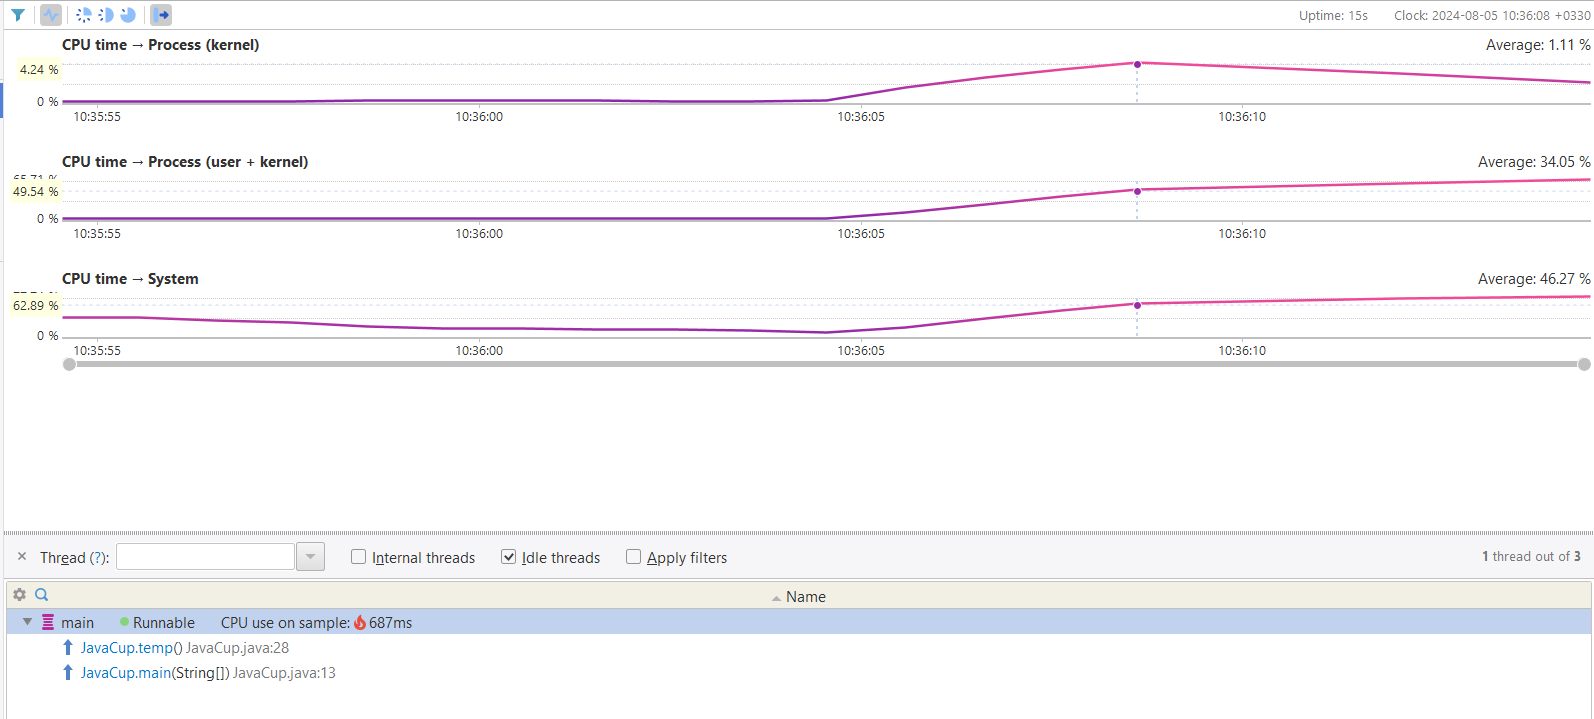 Uptime: 15s Clock: 2024-08-05 10:36:08 +0330
CPU time → Process (kernel) Average: 1.11 %
4.24 %
0 %
10:35:55 10:36:00 10:36:05 10:36:10
CPU time → Process (user + kernel) Average: 34.05 %
65.71 %
49.54 %
0 %
10:35:55 10:36:00 10:36:05 10:36:10
CPU time → System Average: 46.27 %
62.89 %
0 %
10:35:55 10:36:00 10:36:05 10:36:10
× Thread (?): Internal threads Idle threads Apply filters 1 thread out of 3
Name
main Runnable CPU use on sample: 687ms
JavaCup.temp() JavaCup.java:28
JavaCup.main(String[]) JavaCup.java:13